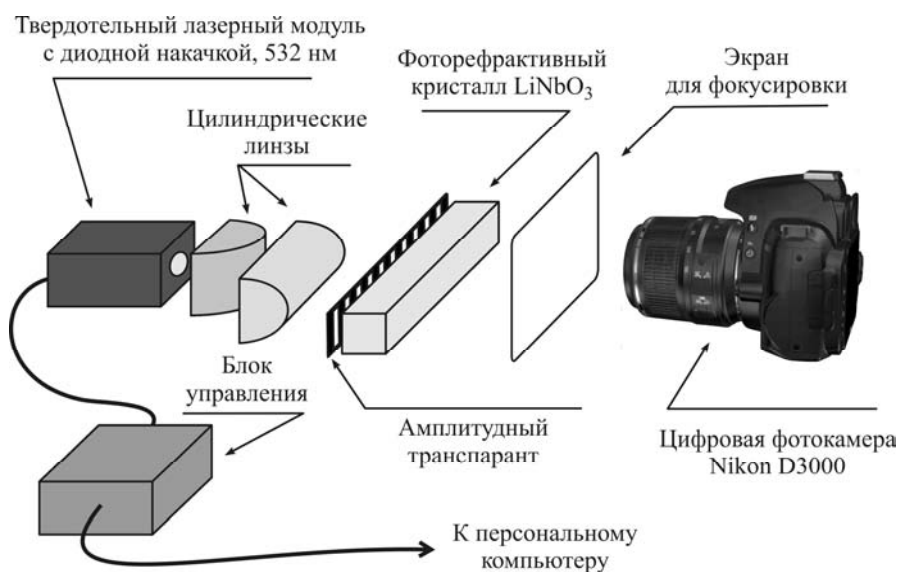 Твердотельный лазерный модуль
с диодной накачкой, 532 нм
Фоторефрактивный
кристалл LiNbO₃
Экран
для фокусировки
Цилиндрические
линзы
Блок
управления
Амплитудный
транспарант
Цифровая фотокамера
Nikon D3000
К персональному
компьютеру